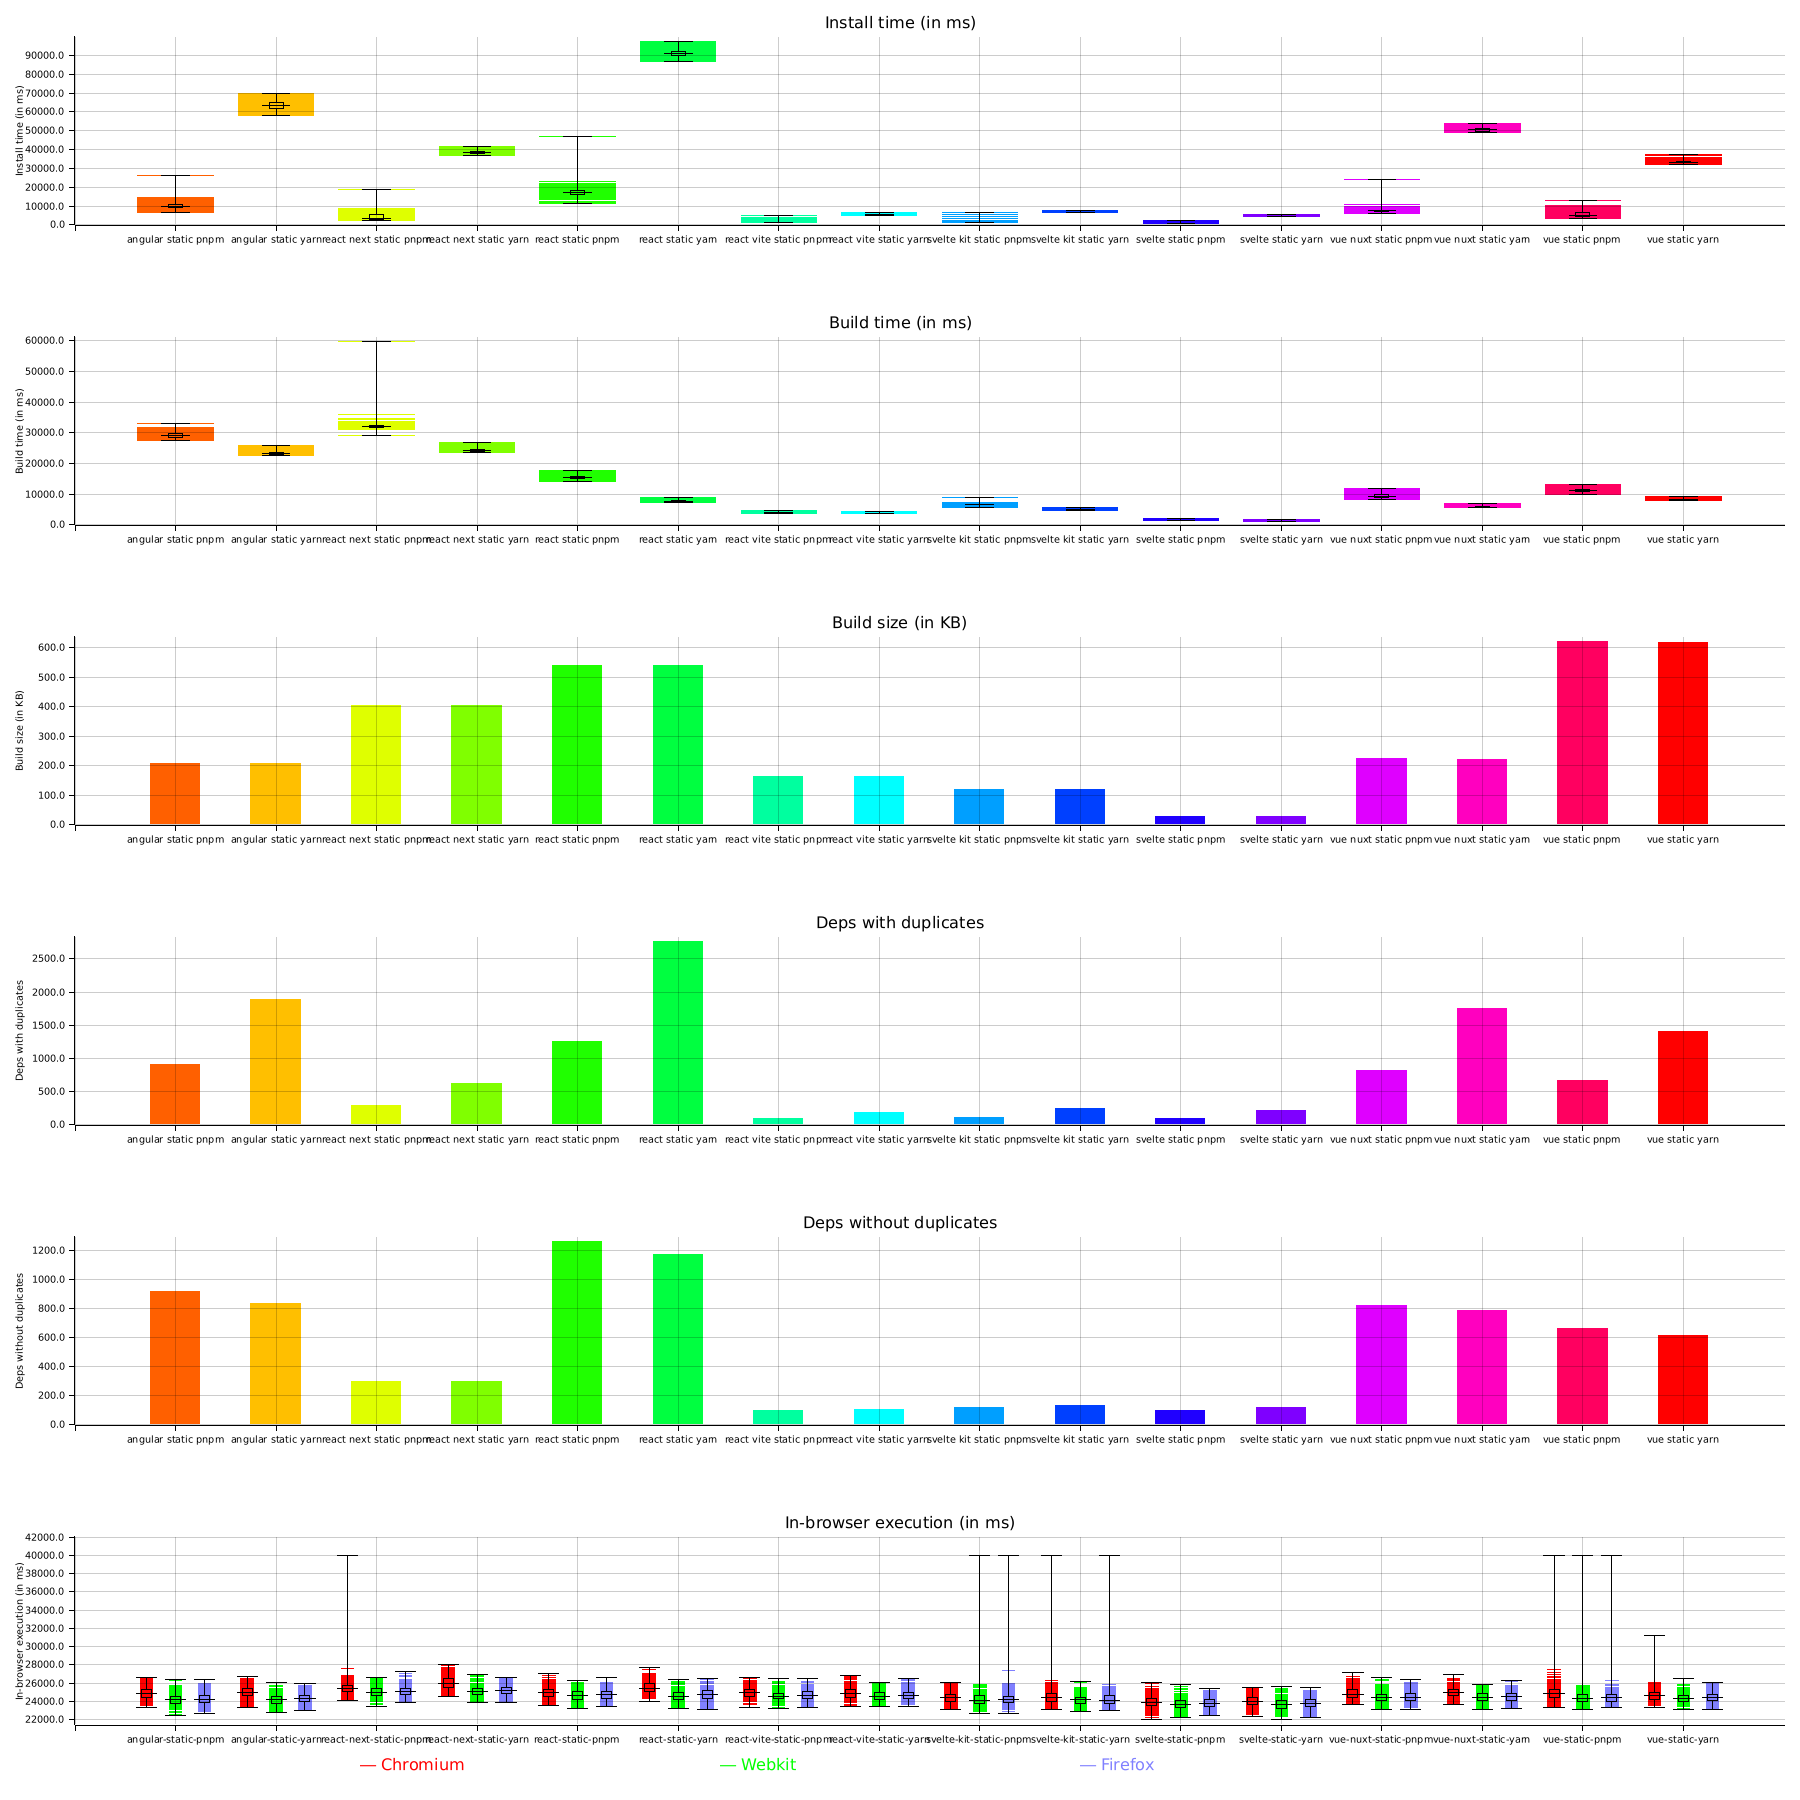 Install time (in ms)
Install time (in ms)
90000.0
80000.0
70000.0
60000.0
50000.0
40000.0
30000.0
20000.0
10000.0
0.0
angular static pnpm angular static yarn react next static pnpm react next static yarn react static pnpm react static yarn react vite static pnpm react vite static yarn svelte kit static pnpm svelte kit static yarn svelte static pnpm svelte static yarn vue nuxt static pnpm vue nuxt static yarn vue static pnpm vue static yarn
Build time (in ms)
Build time (in ms)
60000.0
50000.0
40000.0
30000.0
20000.0
10000.0
0.0
angular static pnpm angular static yarn react next static pnpm react next static yarn react static pnpm react static yarn react vite static pnpm react vite static yarn svelte kit static pnpm svelte kit static yarn svelte static pnpm svelte static yarn vue nuxt static pnpm vue nuxt static yarn vue static pnpm vue static yarn
Build size (in KB)
Build size (in KB)
600.0
500.0
400.0
300.0
200.0
100.0
0.0
angular static pnpm angular static yarn react next static pnpm react next static yarn react static pnpm react static yarn react vite static pnpm react vite static yarn svelte kit static pnpm svelte kit static yarn svelte static pnpm svelte static yarn vue nuxt static pnpm vue nuxt static yarn vue static pnpm vue static yarn
Deps with duplicates
Deps with duplicates
2500.0
2000.0
1500.0
1000.0
500.0
0.0
angular static pnpm angular static yarn react next static pnpm react next static yarn react static pnpm react static yarn react vite static pnpm react vite static yarn svelte kit static pnpm svelte kit static yarn svelte static pnpm svelte static yarn vue nuxt static pnpm vue nuxt static yarn vue static pnpm vue static yarn
Deps without duplicates
Deps without duplicates
1200.0
1000.0
800.0
600.0
400.0
200.0
0.0
angular static pnpm angular static yarn react next static pnpm react next static yarn react static pnpm react static yarn react vite static pnpm react vite static yarn svelte kit static pnpm svelte kit static yarn svelte static pnpm svelte static yarn vue nuxt static pnpm vue nuxt static yarn vue static pnpm vue static yarn
In-browser execution (in ms)
In-browser execution (in ms)
42000.0
40000.0
38000.0
36000.0
34000.0
32000.0
30000.0
28000.0
26000.0
24000.0
22000.0
angular-static-pnpm angular-static-yarn react-next-static-pnpm react-next-static-yarn react-static-pnpm react-static-yarn react-vite-static-pnpm react-vite-static-yarn svelte-kit-static-pnpm svelte-kit-static-yarn svelte-static-pnpm svelte-static-yarn vue-nuxt-static-pnpm vue-nuxt-static-yarn vue-static-pnpm vue-static-yarn
— Chromium — Webkit — Firefox